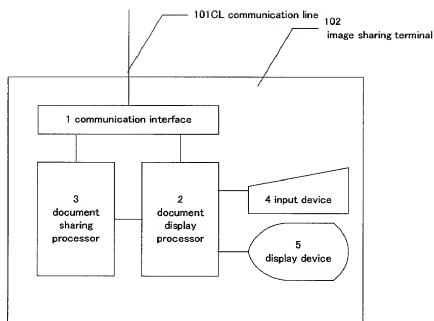 101CL communication line
102
image sharing terminal
1 communication interface
3
document
sharing
processor
2
document
display
processor
4 input device
5
display device